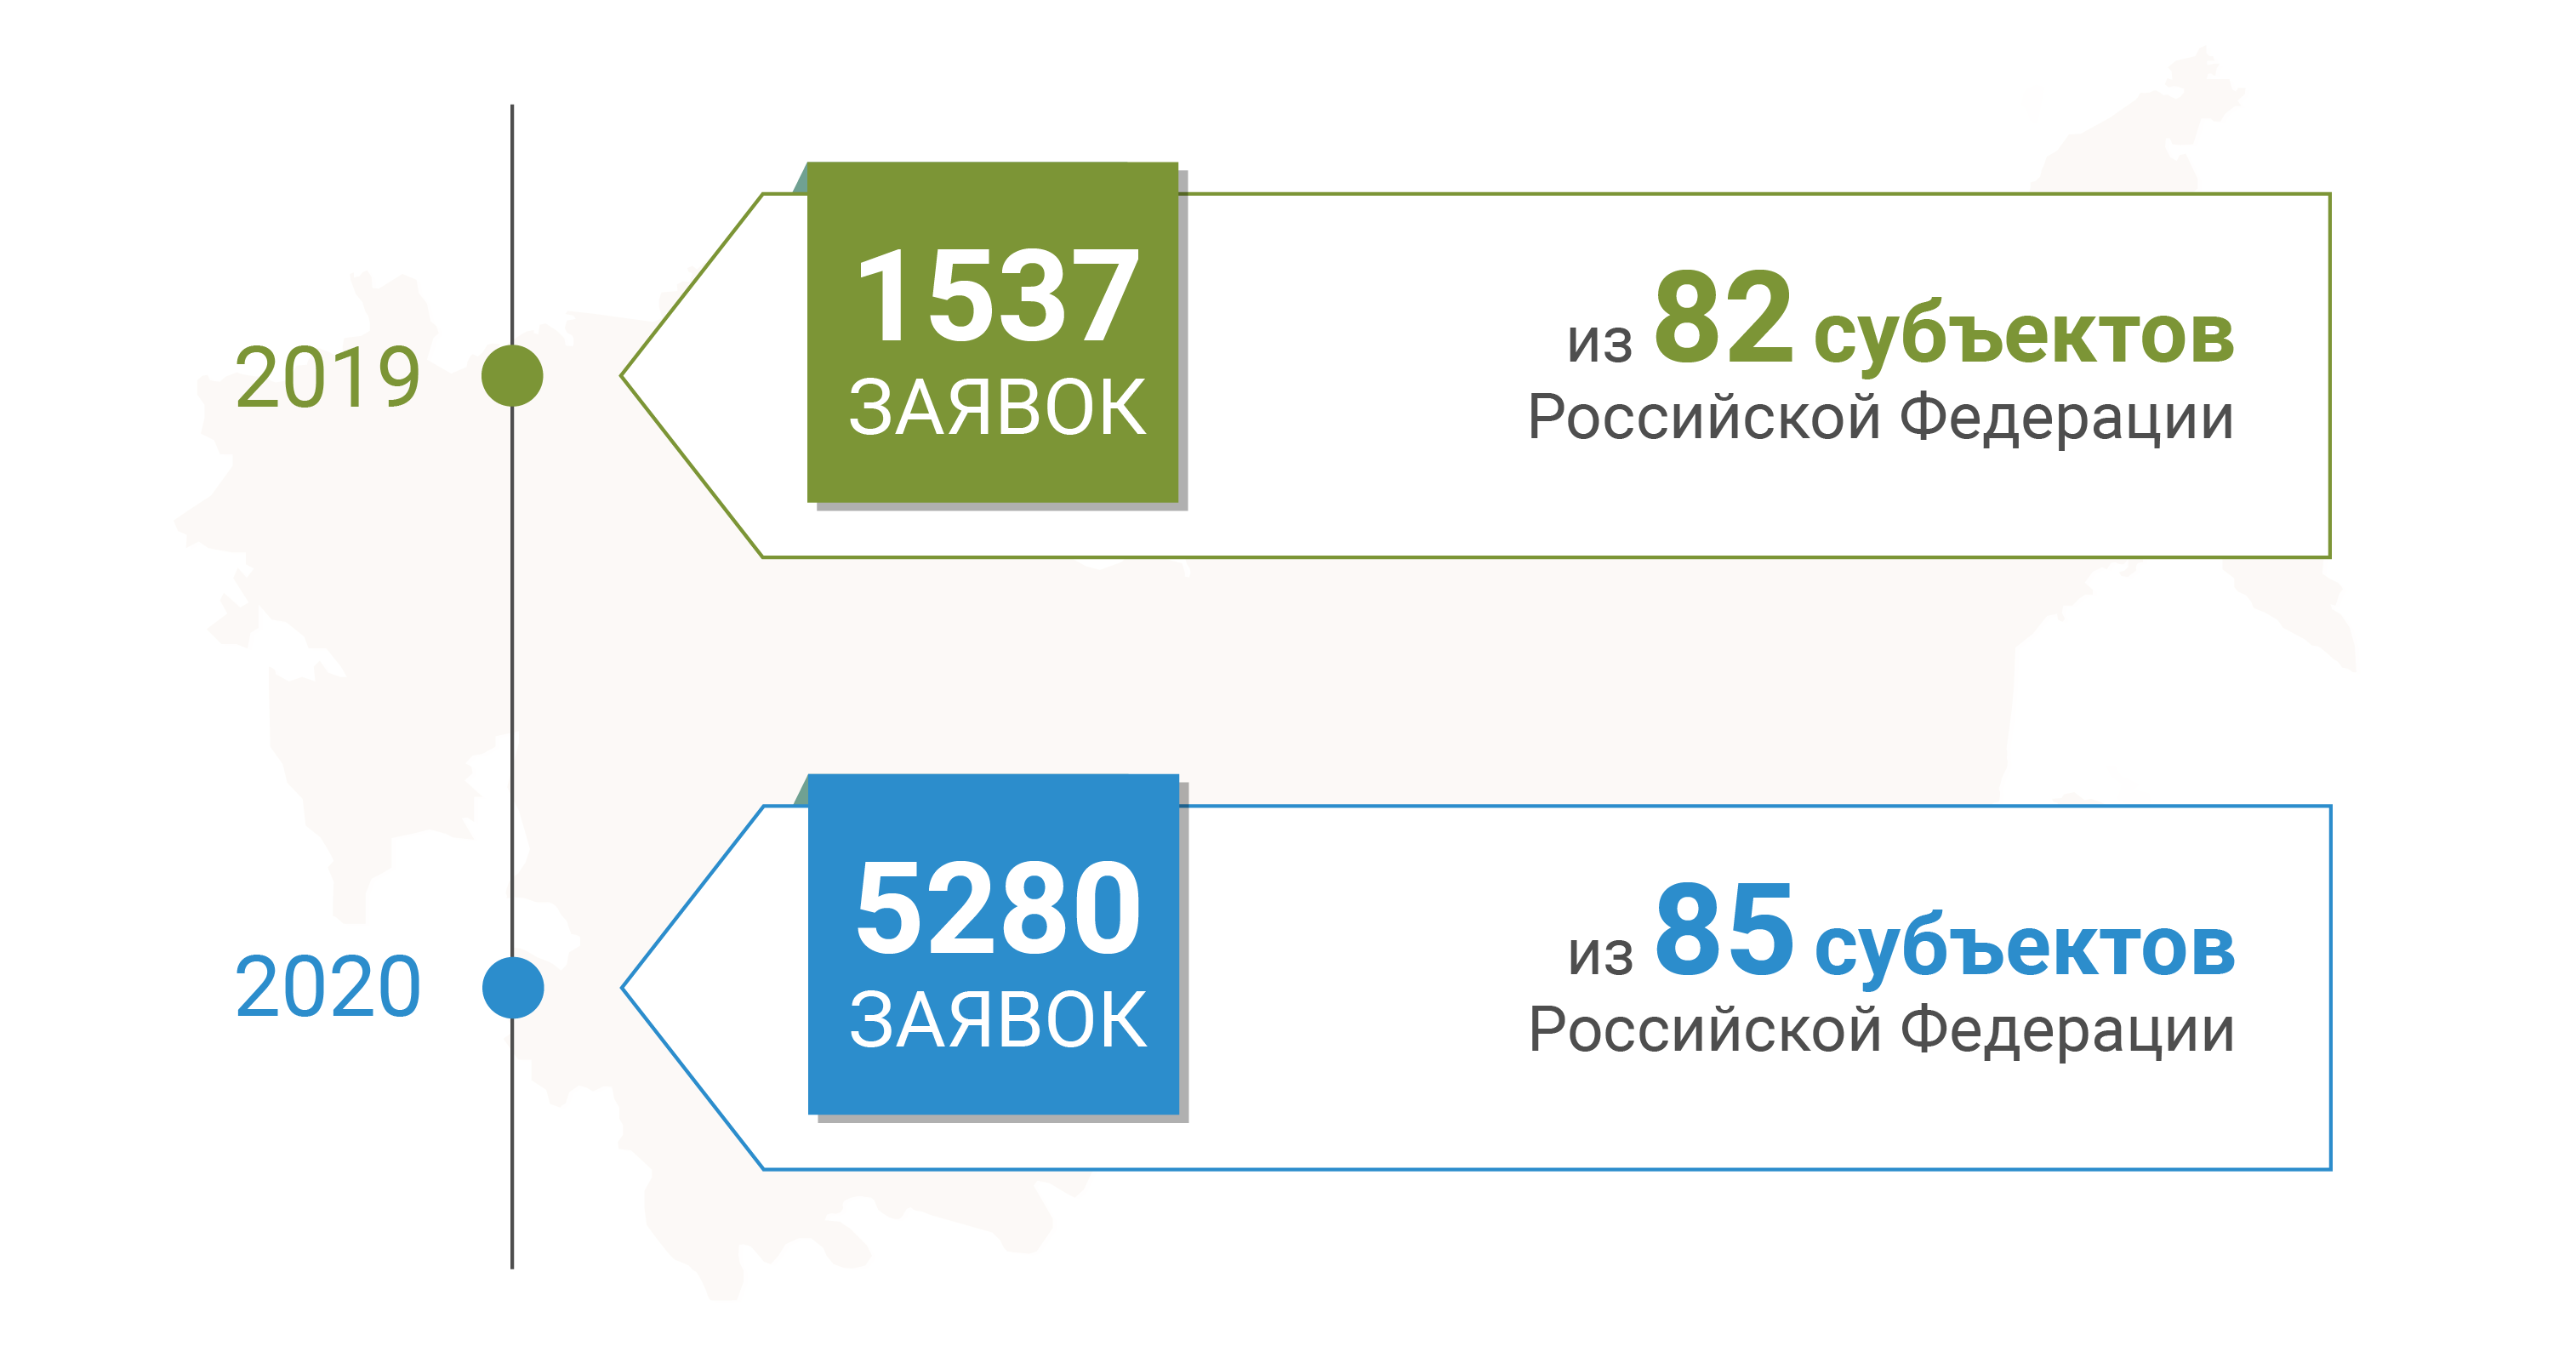 2019
1537
ЗАЯВОК
из 82 субъектов
Российской Федерации
2020
5280
ЗАЯВОК
из 85 субъектов
Российской Федерации